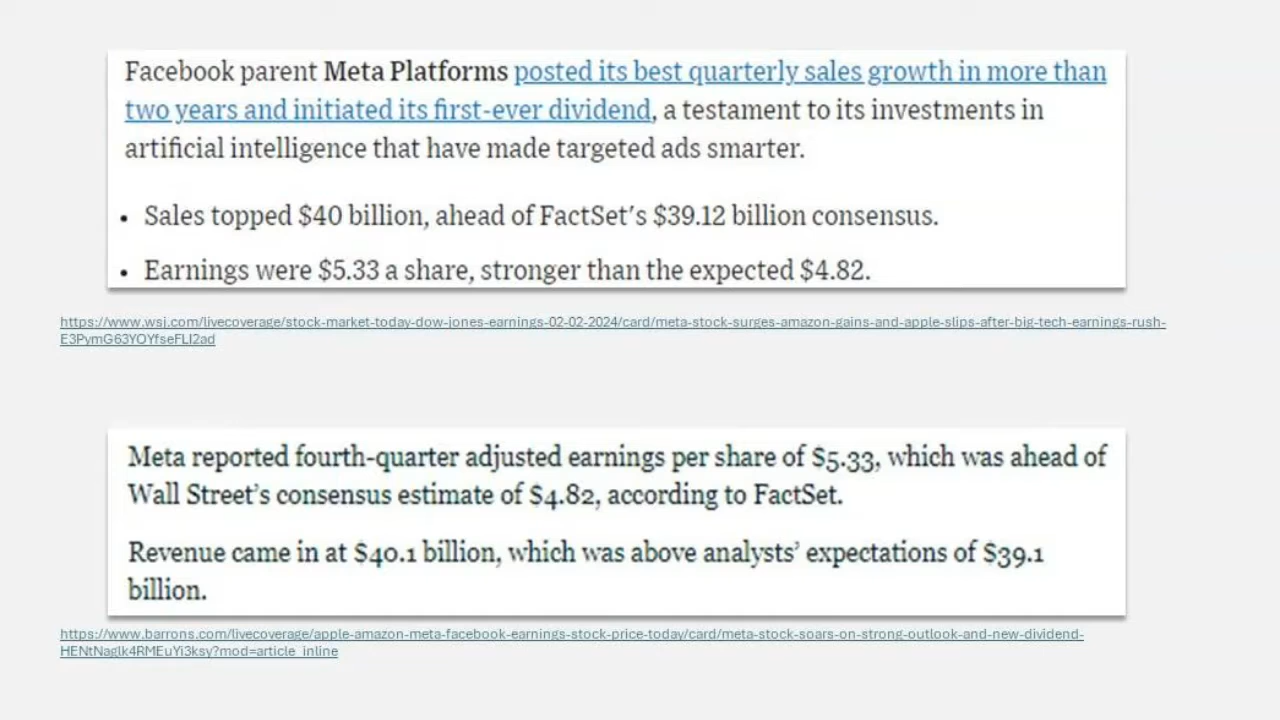 Facebook parent Meta Platforms posted its best quarterly sales growth in more than
two years and initiated its first-ever dividend, a testament to its investments in
artificial intelligence that have made targeted ads smarter.
• Sales topped $40 billion, ahead of FactSet's $39.12 billion consensus.
• Earnings were $5.33 a share, stronger than the expected $4.82.
https://www.wsj.com/livecoverage/stock-market-today-dow-jones-earnings-02-02-2024/card/meta-stock-surges-amazon-gains-and-apple-slips-after-big-tech-earnings-rush-
E3PymG63YOYfseFLI2ad
Meta reported fourth-quarter adjusted earnings per share of $5.33, which was ahead of
Wall Street’s consensus estimate of $4.82, according to FactSet.
Revenue came in at $40.1 billion, which was above analysts’ expectations of $39.1
billion.
https://www.barrons.com/livecoverage/apple-amazon-meta-facebook-earnings-stock-price-today/card/meta-stock-soars-on-strong-outlook-and-new-dividend-
HENtNaglk4RMEuYi3ksy?mod=article_inline